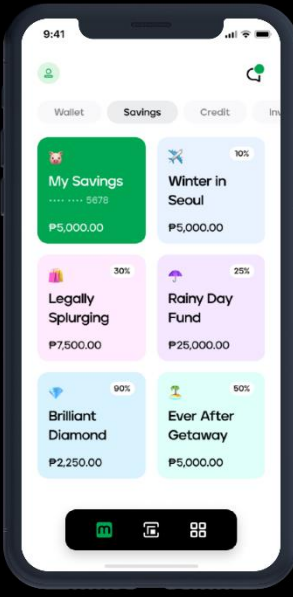 9:41
Wallet Savings Credit In
My Savings
.... .... 5678
₱5,000.00
10%
Winter in
Seoul
₱5,000.00
30%
Legally
Splurging
₱7,500.00
25%
Rainy Day
Fund
₱25,000.00
90%
Brilliant
Diamond
₱2,250.00
50%
Ever After
Getaway
₱5,000.00
m